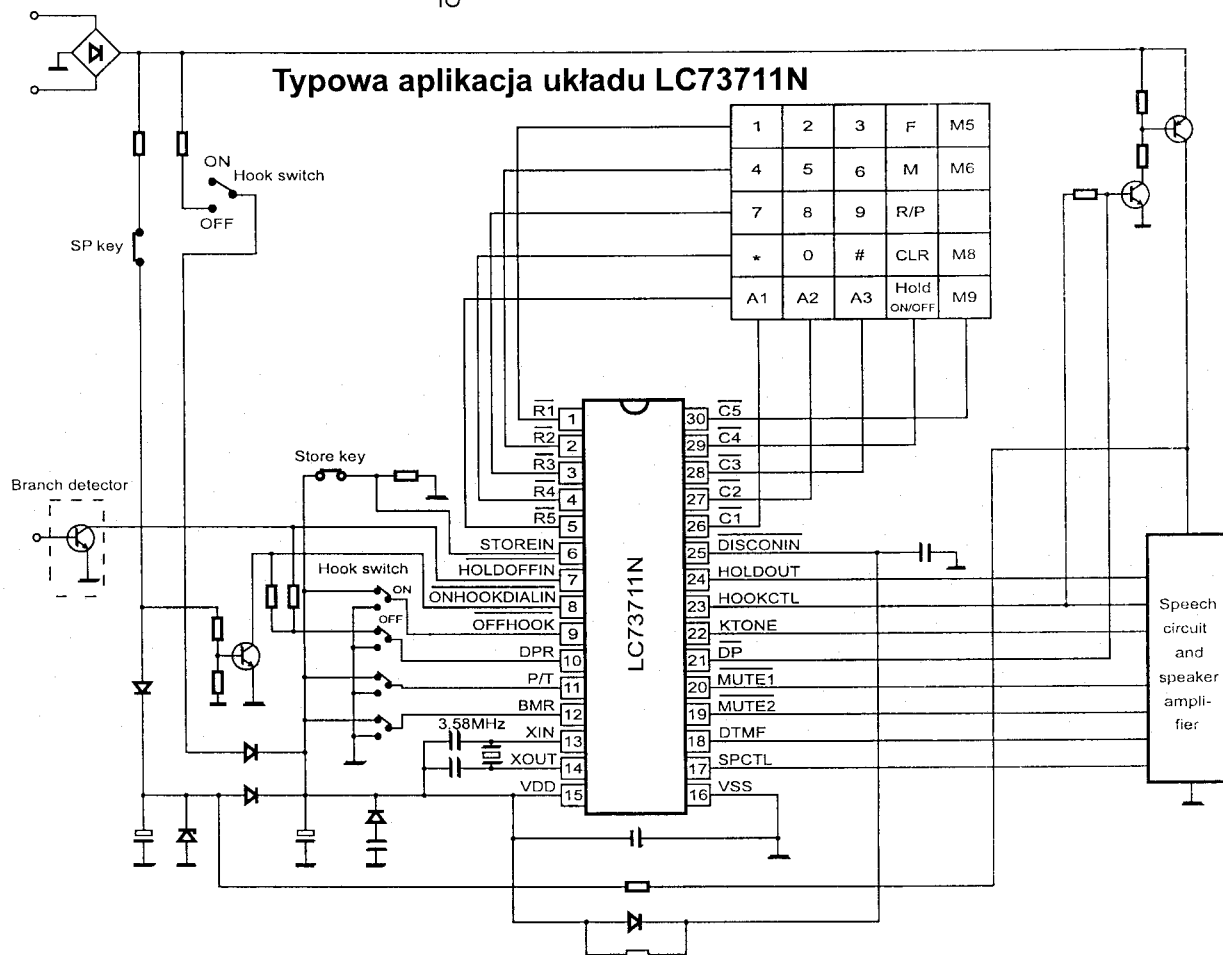 Typowa aplikacja układu LC73711N
ON
Hook switch
OFF
SP key
1 2 3 F M5
4 5 6 M M6
7 8 9 R/P
* 0 # CLR M8
A1 A2 A3 Hold ON/OFF M9
Store key
Branch detector
Hook switch
ON
OFF
3,58MHz
LC73711N
R1 1
R2 2
R3 3
R4 4
R5 5
STOREIN 6
HOLDOFFIN 7
ONHOOKDIALIN 8
OFFHOOK 9
DPR 10
P/T 11
BMR 12
XIN 13
XOUT 14
VDD 15
30 C5
29 C4
28 C3
27 C2
26 C1
25 DISCONIN
24 HOLDOUT
23 HOOKCTL
22 KTONE
21 DP
20 MUTE1
19 MUTE2
18 DTMF
17 SPCTL
16 VSS
Speech
circuit
and
speaker
ampli-
fier